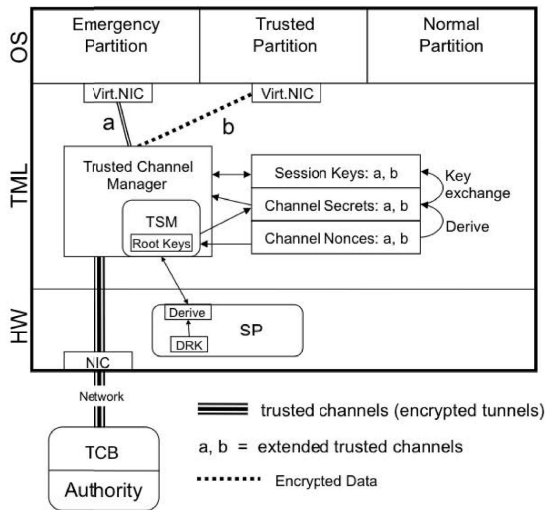 OS
Emergency
Partition
Trusted
Partition
Normal
Partition
Virt.NIC
Virt.NIC
a
b
TML
Trusted Channel
Manager
TSM
Root Keys
Session Keys: a, b
Channel Secrets: a, b
Channel Nonces: a, b
Key
exchange
Derive
HW
Derive
DRK
SP
NIC
Network
TCB
Authority
trusted channels (encrypted tunnels)
a, b = extended trusted channels
Encrypted Data